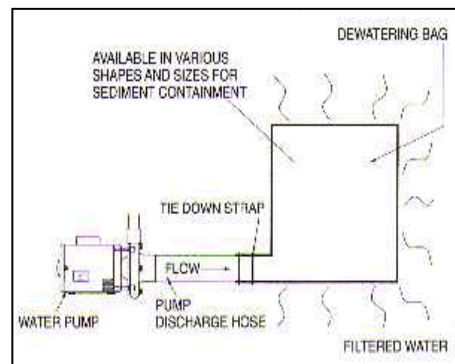 DEWATERING BAG
AVAILABLE IN VARIOUS
SHAPES AND SIZES FOR
SEDIMENT CONTAINMENT
TIE DOWN STRAP
FLOW
WATER PUMP
PUMP
DISCHARGE HOSE
FILTERED WATER